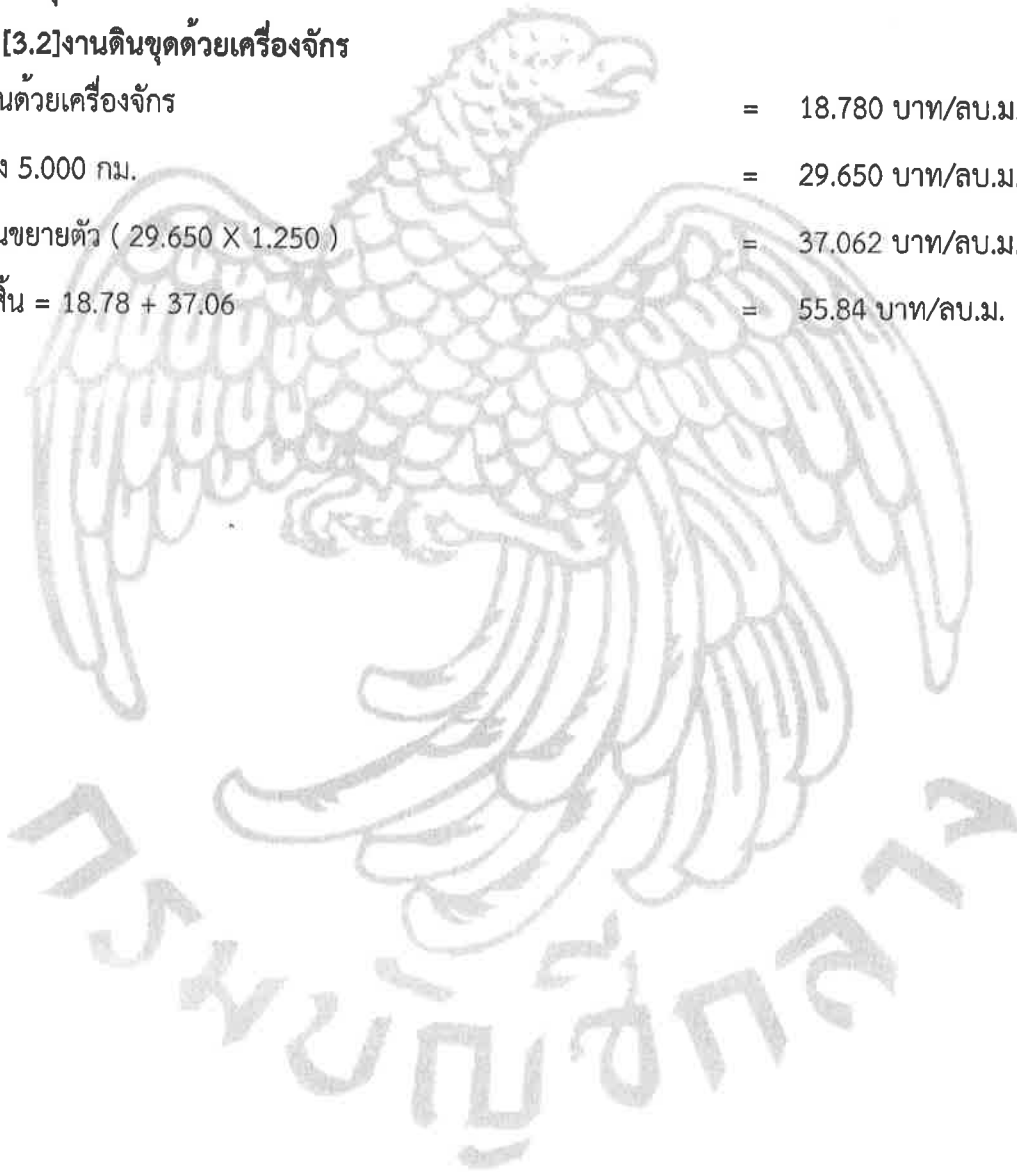 [3.2]งานดินขุดด้วยเครื่องจักร
นด้วยเครื่องจักร = 18.780 บาท/ลบ.ม.
ง 5.000 กม. = 29.650 บาท/ลบ.ม.
นขยายตัว ( 29.650 X 1.250 ) = 37.062 บาท/ลบ.ม.
สิ้น = 18.78 + 37.06 = 55.84 บาท/ลบ.ม.
กรมบัญชีกลาง